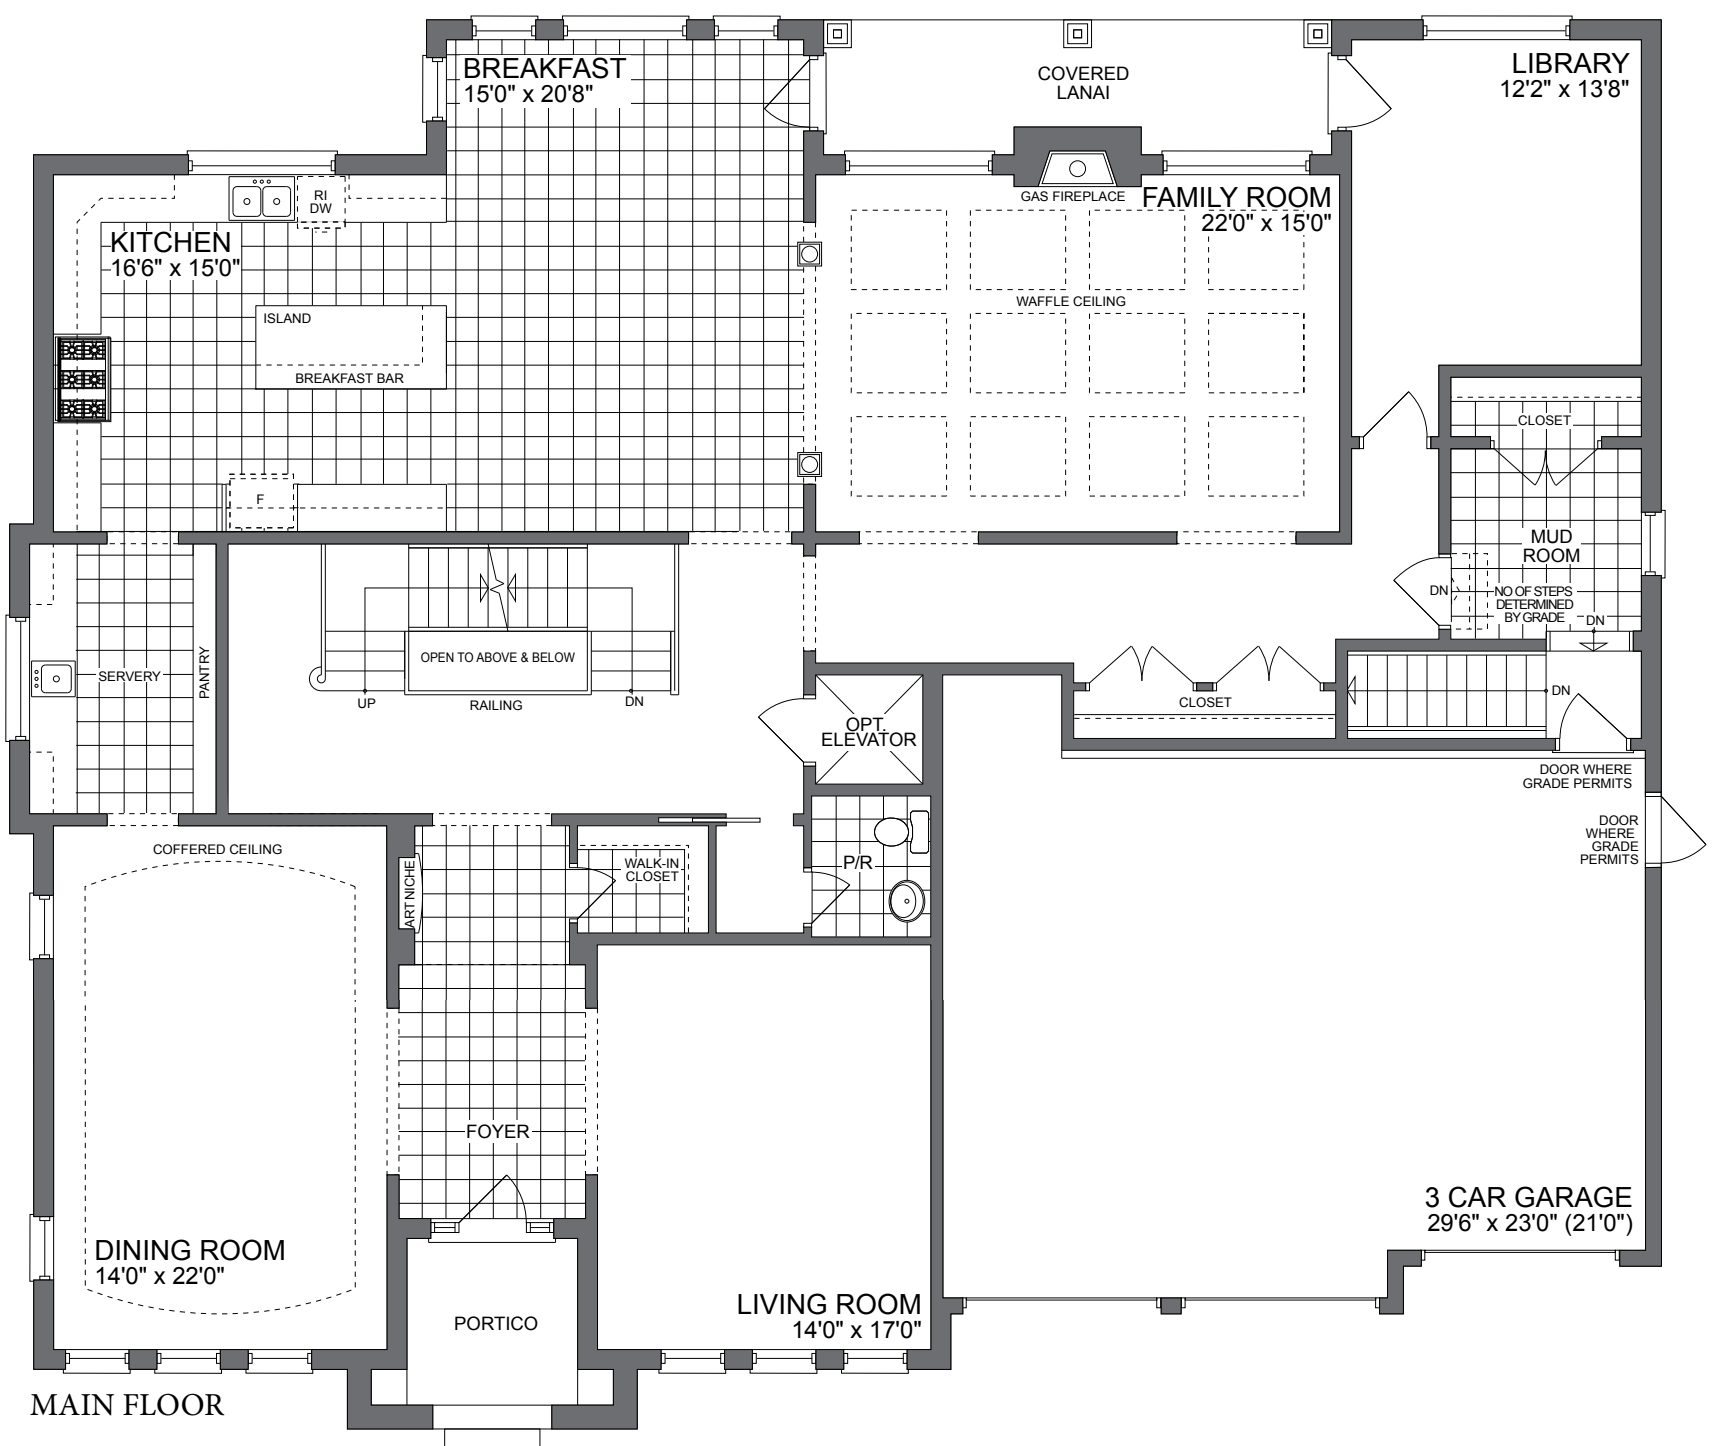 BREAKFAST
15'0" x 20'8"
COVERED
LANAI
LIBRARY
12'2" x 13'8"
RI
DW
GAS FIREPLACE
FAMILY ROOM
22'0" x 15'0"
KITCHEN
16'6" x 15'0"
WAFFLE CEILING
ISLAND
BREAKFAST BAR
CLOSET
F
MUD
ROOM
DN
NO OF STEPS
DETERMINED
BY GRADE
DN
OPEN TO ABOVE & BELOW
SERVERY
PANTRY
UP
RAILING
DN
CLOSET
DN
OPT.
ELEVATOR
DOOR WHERE
GRADE PERMITS
DOOR
WHERE
GRADE
PERMITS
COFFERED CEILING
ART NICHE
WALK-IN
CLOSET
P/R
FOYER
3 CAR GARAGE
29'6" x 23'0" (21'0")
DINING ROOM
14'0" x 22'0"
PORTICO
LIVING ROOM
14'0" x 17'0"
MAIN FLOOR